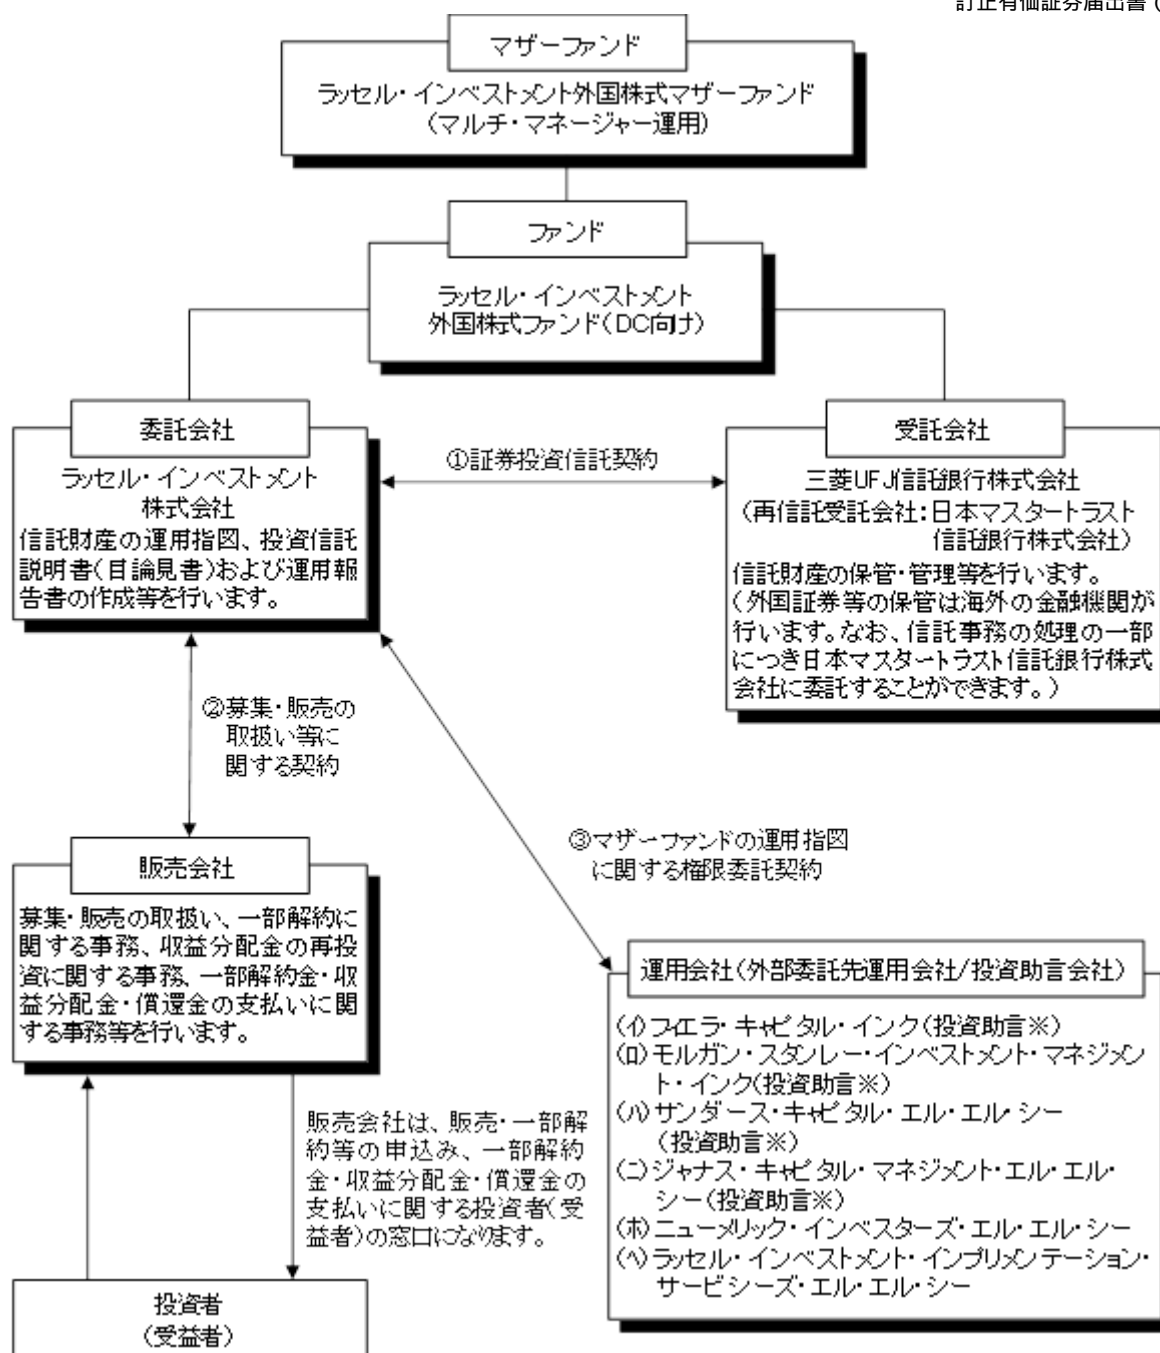 訂正有価証券届出書(
マザーファンド
ラッセル・インベストメント外国株式マザーファンド
(マルチ・マネージャー運用)
ファンド
ラッセル・インベストメント
外国株式ファンド(DC向け)
委託会社
ラッセル・インベストメント
株式会社
信託財産の運用指図、投資信託
説明書(目論見書)および運用報
告書の作成等を行います。
①証券投資信託契約
受託会社
三菱UFJ信託銀行株式会社
(再信託受託会社:日本マスタートラスト
信託銀行株式会社)
信託財産の保管・管理等を行います。
(外国証券等の保管は海外の金融機関が
行います。なお、信託事務の処理の一部
につき日本マスタートラスト信託銀行株式
会社に委託することができます。)
②募集・販売の
取扱い等に
関する契約
③マザーファンドの運用指図
に関する権限委託契約
販売会社
募集・販売の取扱い、一部解約に
関する事務、収益分配金の再投
資に関する事務、一部解約金・収
益分配金・償還金の支払いに関
する事務等を行います。
運用会社(外部委託先運用会社/投資助言会社)
(イ)フィエラ・キャピタル・インク(投資助言※)
(ロ)モルガン・スタンレー・インベストメント・マネジメン
ト・インク(投資助言※)
(ハ)サンダース・キャピタル・エル・エル・シー
(投資助言※)
(ニ)ジャナス・キャピタル・マネジメント・エル・エル・
シー(投資助言※)
(ホ)ニューメリック・インベスターズ・エル・エル・シー
(ヘ)ラッセル・インベストメント・インプリメンテーション・
サービシーズ・エル・エル・シー
販売会社は、販売・一部解
約等の申込み、一部解約
金・収益分配金・償還金の
支払いに関する投資者(受
益者)の窓口になります。
投資者
(受益者)